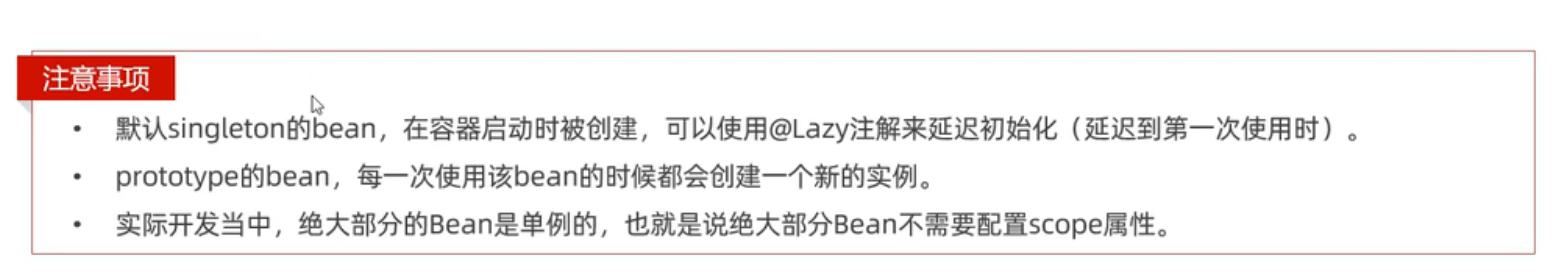 注意事项
• 默认singleton的bean，在容器启动时被创建，可以使用@Lazy注解来延迟初始化（延迟到第一次使用时）。
• prototype的bean，每一次使用该bean的时候都会创建一个新的实例。
• 实际开发当中，绝大部分的Bean是单例的，也就是说绝大部分Bean不需要配置scope属性。